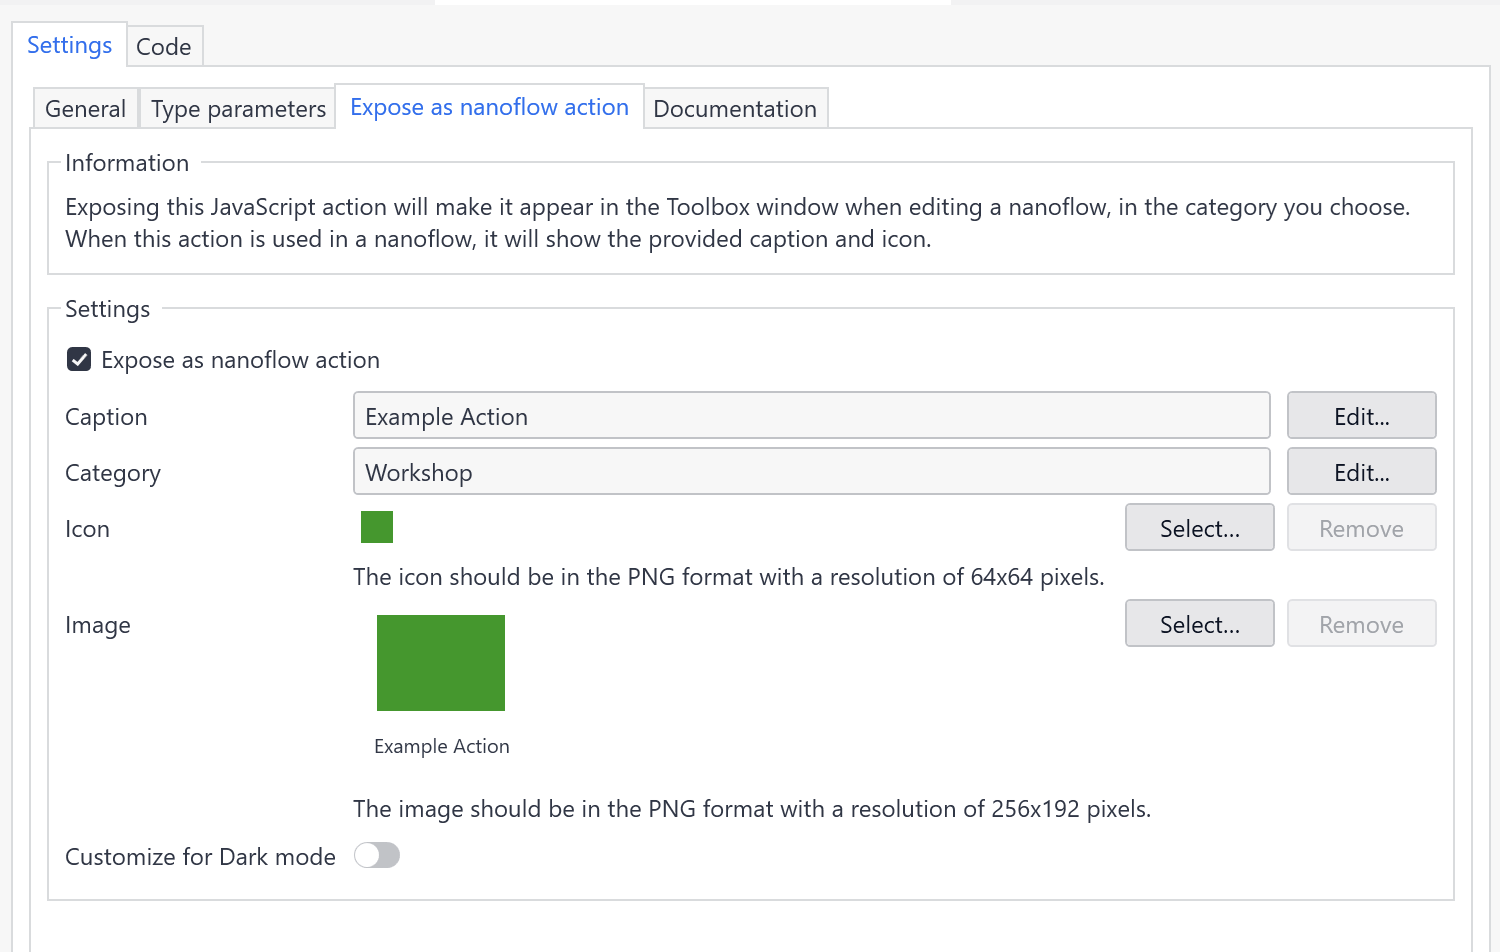 Settings
Code
General
Type parameters
Expose as nanoflow action
Documentation
Information
Exposing this JavaScript action will make it appear in the Toolbox window when editing a nanoflow, in the category you choose.
When this action is used in a nanoflow, it will show the provided caption and icon.
Settings
Expose as nanoflow action
Caption
Example Action
Edit...
Category
Workshop
Edit...
Icon
Select...
Remove
The icon should be in the PNG format with a resolution of 64x64 pixels.
Image
Select...
Remove
Example Action
The image should be in the PNG format with a resolution of 256x192 pixels.
Customize for Dark mode